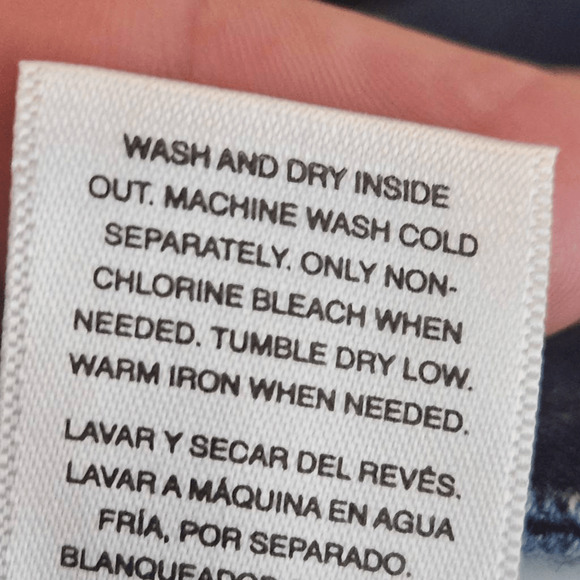 WASH AND DRY INSIDE
OUT. MACHINE WASH COLD
SEPARATELY. ONLY NON-
CHLORINE BLEACH WHEN
NEEDED. TUMBLE DRY LOW.
WARM IRON WHEN NEEDED.
LAVAR Y SECAR DEL REVÉS.
LAVAR A MÁQUINA EN AGUA
FRÍA, POR SEPARADO.